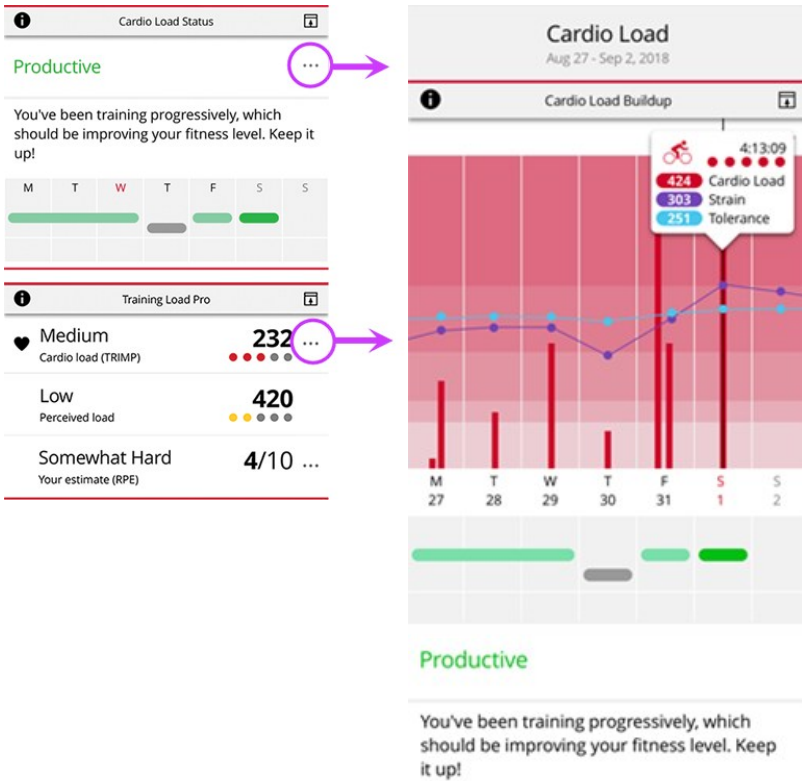 Cardio Load Status
Productive
...
You've been training progressively, which
should be improving your fitness level. Keep it
up!
M T W T F S S
Training Load Pro
Medium 232 ...
Cardio load (TRIMP)
Low 420
Perceived load
Somewhat Hard 4/10 ...
Your estimate (RPE)
Cardio Load
Aug 27 - Sep 2, 2018
Cardio Load Buildup
4:13:09
424 Cardio Load
303 Strain
251 Tolerance
M T W T F S S
27 28 29 30 31 1 2
Productive
You've been training progressively, which
should be improving your fitness level. Keep
it up!